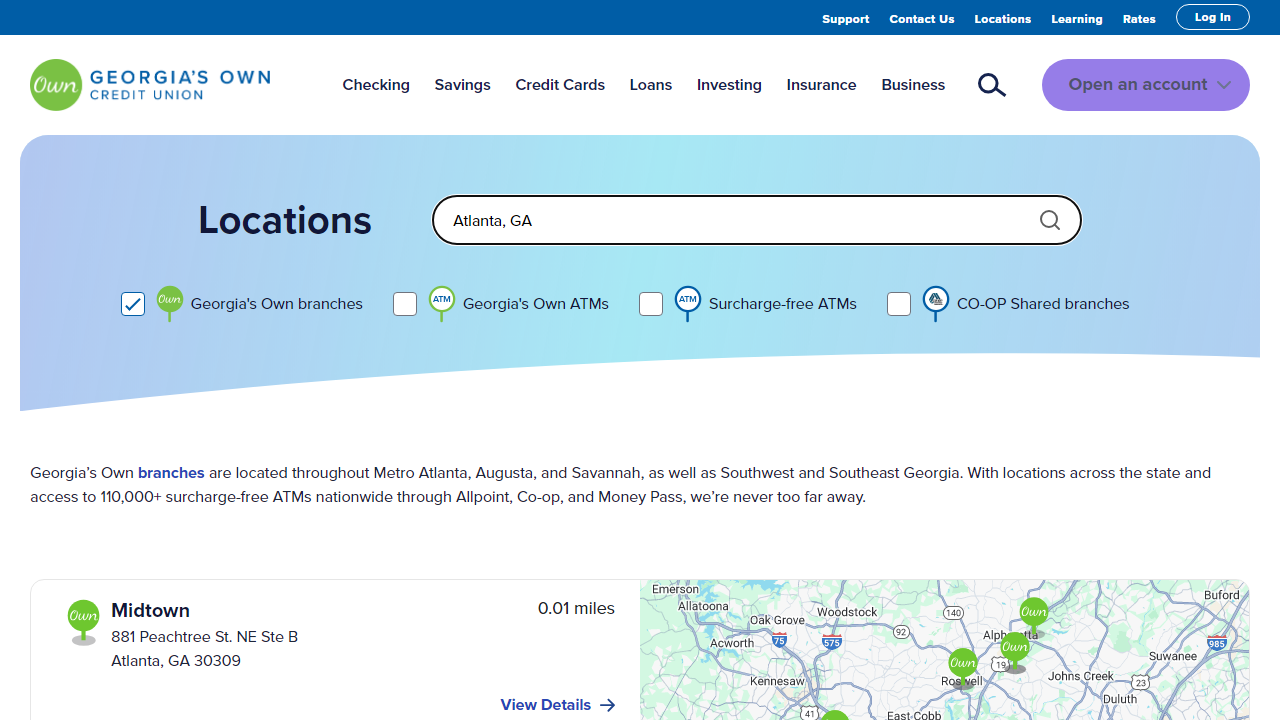 Support Contact Us Locations Learning Rates Log In
Own GEORGIA'S OWN
CREDIT UNION
Checking Savings Credit Cards Loans Investing Insurance Business Open an account
Locations
Atlanta, GA
Own Georgia's Own branches ATM Georgia's Own ATMs ATM Surcharge-free ATMs CO-OP Shared branches
Georgia’s Own branches are located throughout Metro Atlanta, Augusta, and Savannah, as well as Southwest and Southeast Georgia. With locations across the state and
access to 110,000+ surcharge-free ATMs nationwide through Allpoint, Co-op, and Money Pass, we’re never too far away.
Own Midtown
0.01 miles
881 Peachtree St. NE Ste B
Atlanta, GA 30309
View Details
Emerson
Allatoona
Woodstock
140
Own
Buford
Oak Grove
92
Acworth
75
575
Own
985
Own
19
Suwanee
Kennesaw
Johns Creek
23
Duluth
41
East Cobb